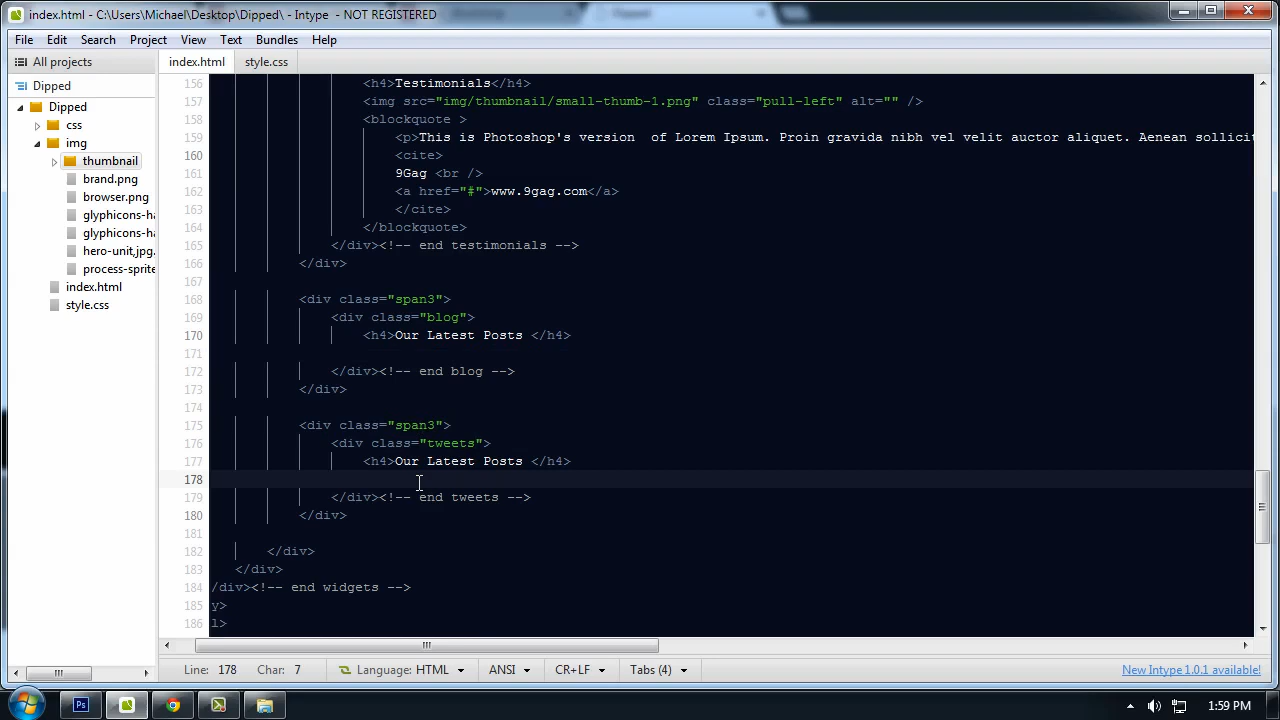 index.html - C:\Users\Michael\Desktop\Dipped\ - Intype - NOT REGISTERED
File Edit Search Project View Text Bundles Help
All projects index.html style.css
Dipped
Dipped
css
img
thumbnail
brand.png
browser.png
glyphicons-ha
glyphicons-ha
hero-unit.jpg.
process-sprite
index.html
style.css
156 <h4>Testimonials</h4>
157 <img src="img/thumbnail/small-thumb-1.png" class="pull-left" alt="" />
158 <blockquote >
159 <p>This is Photoshop's version  of Lorem Ipsum. Proin gravida nibh vel velit auctor aliquet. Aenean sollicit
160 <cite>
161 9Gag <br />
162 <a href="#">www.9gag.com</a>
163 </cite>
164 </blockquote>
165 </div><!-- end testimonials -->
166 </div>
167
168 <div class="span3">
169 <div class="blog">
170 <h4>Our Latest Posts </h4>
171
172 </div><!-- end blog -->
173 </div>
174
175 <div class="span3">
176 <div class="tweets">
177 <h4>Our Latest Posts </h4>
178
179 </div><!-- end tweets -->
180 </div>
181
182 </div>
183 </div>
184 /div><!-- end widgets -->
185 y>
186 l>
Line: 178 Char: 7 Language: HTML ANSI CR+LF Tabs (4) New Intype 1.0.1 available!
Ps 1:59 PM